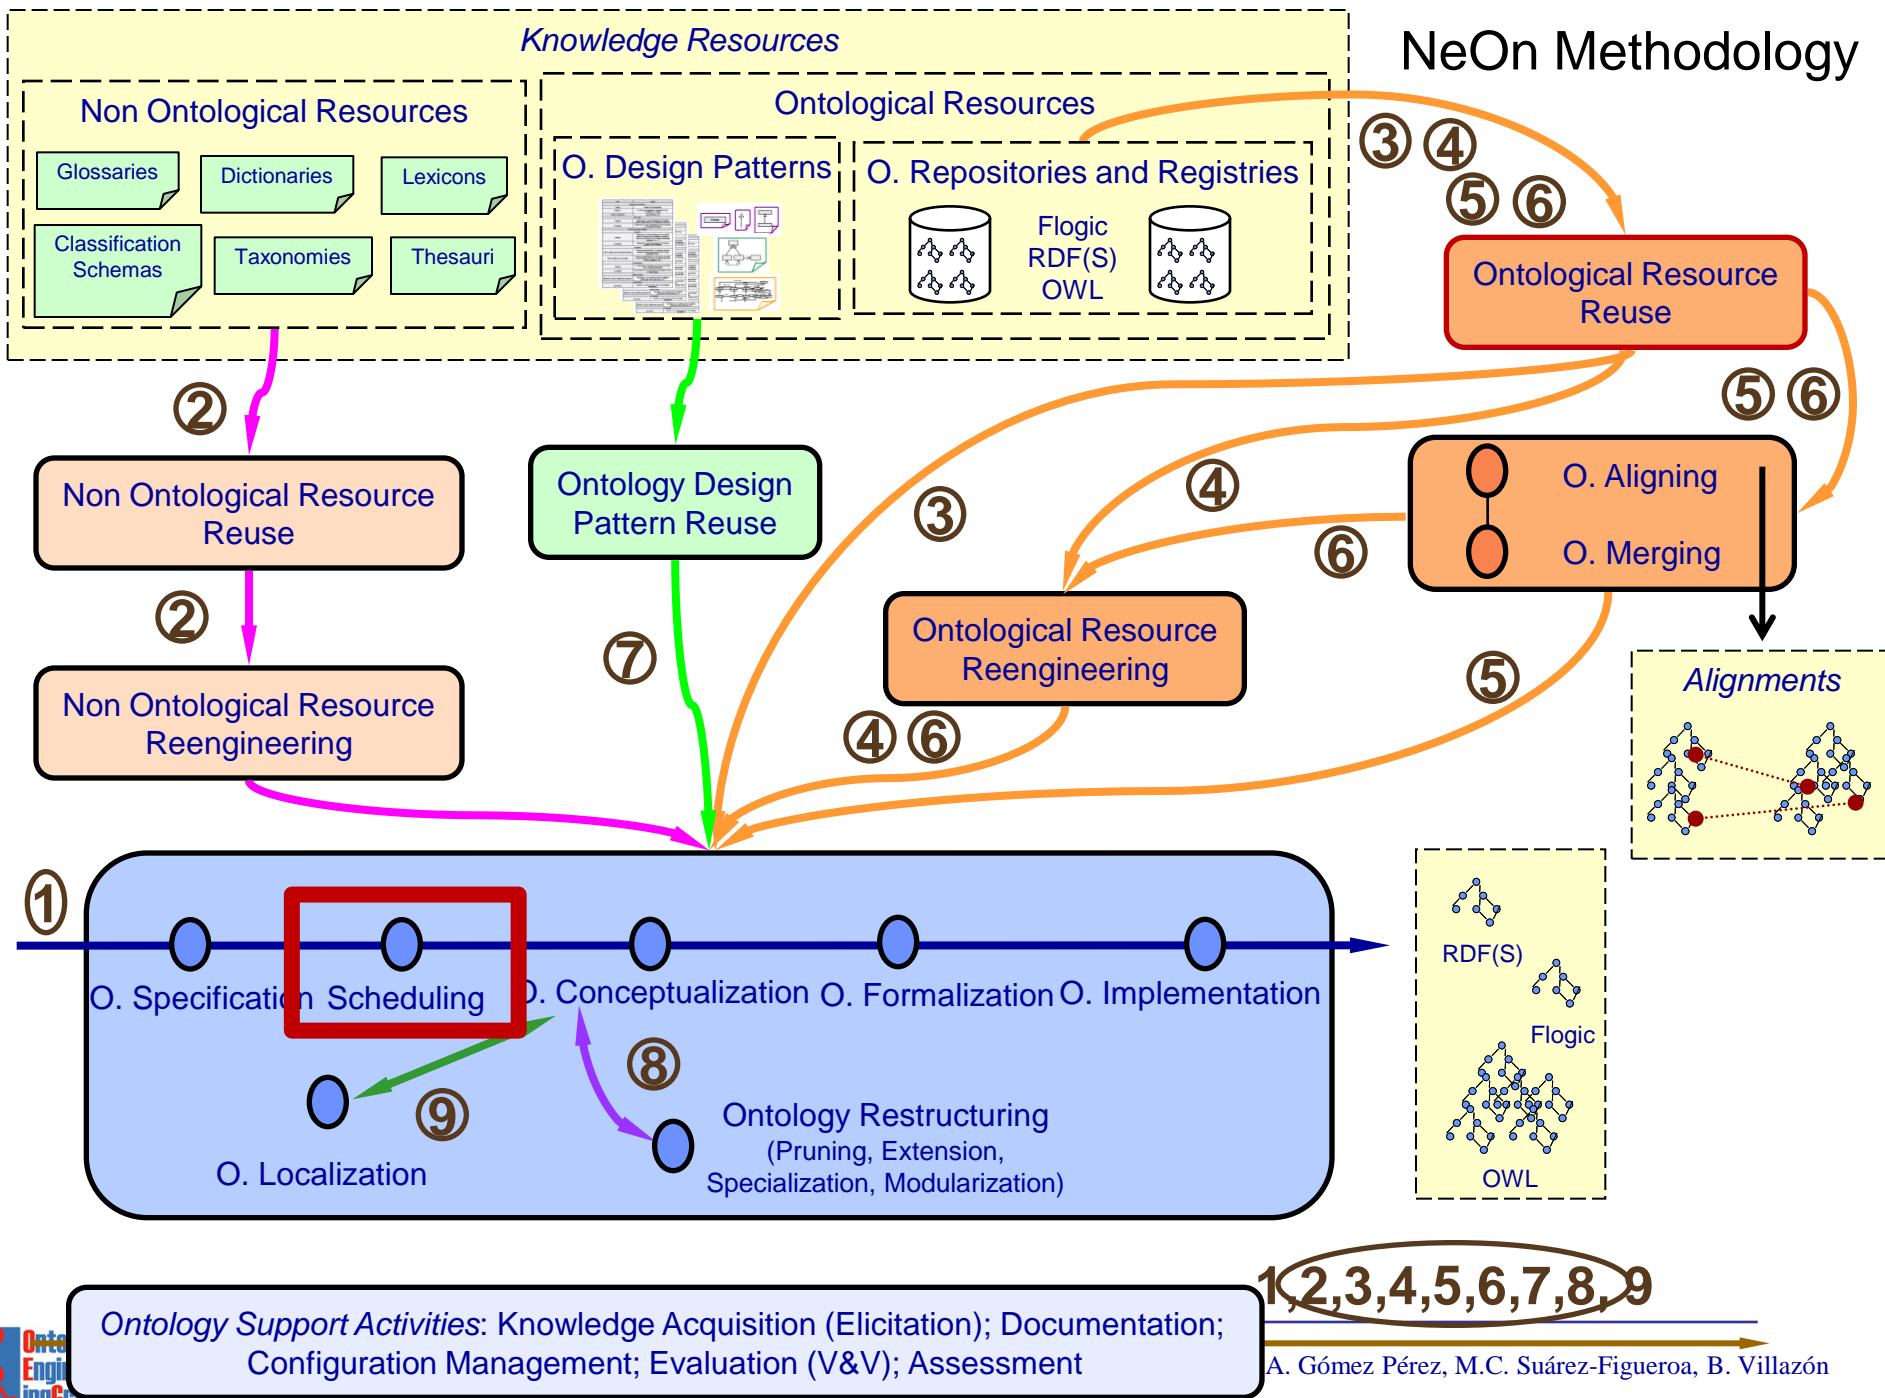 NeOn Methodology
Knowledge Resources
Non Ontological Resources
Glossaries
Dictionaries
Lexicons
Classification
Schemas
Taxonomies
Thesauri
Ontological Resources
O. Design Patterns
O. Repositories and Registries
Flogic
RDF(S)
OWL
3 4
5 6
Ontological Resource
Reuse
5 6
2
Non Ontological Resource
Reuse
2
Non Ontological Resource
Reengineering
Ontology Design
Pattern Reuse
7
3
4
6
O. Aligning
O. Merging
Ontological Resource
Reengineering
4 6
5
Alignments
1
O. Specification
Scheduling
O. Conceptualization
O. Formalization
O. Implementation
9
8
O. Localization
Ontology Restructuring
(Pruning, Extension,
Specialization, Modularization)
RDF(S)
Flogic
OWL
1,2,3,4,5,6,7,8,9
Ontology Support Activities: Knowledge Acquisition (Elicitation); Documentation;
Configuration Management; Evaluation (V&V); Assessment
A. Gómez Pérez, M.C. Suárez-Figueroa, B. Villazón